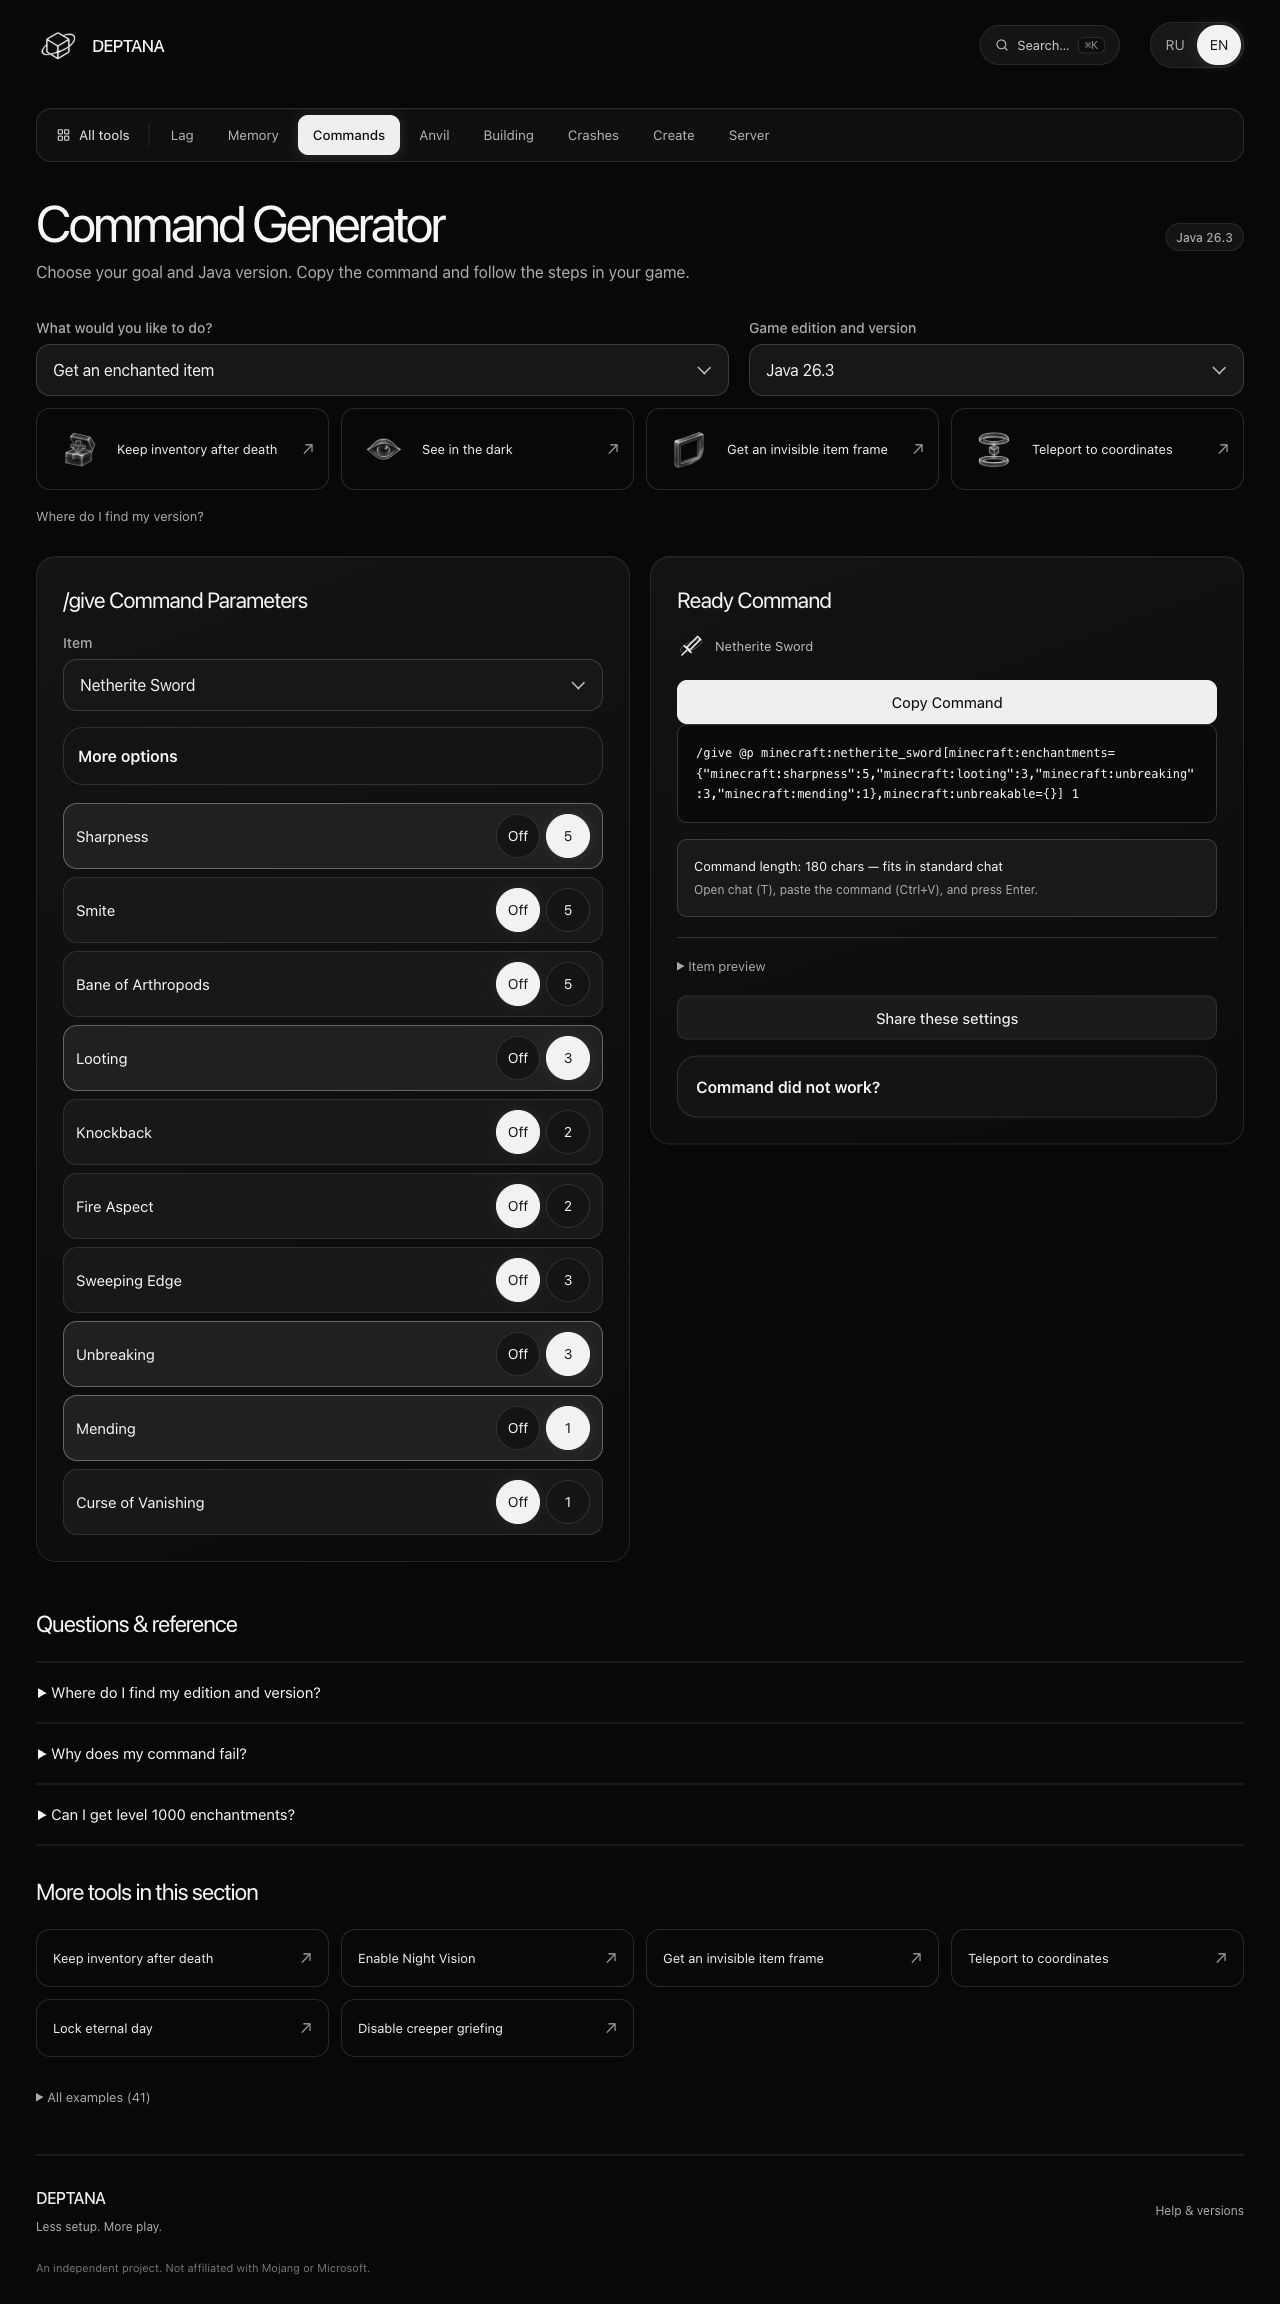 DEPTANA
Search...
⌘K
RU
EN
All tools
Lag
Memory
Commands
Anvil
Building
Crashes
Create
Server
Command Generator
Java 26.3
Choose your goal and Java version. Copy the command and follow the steps in your game.
What would you like to do?
Game edition and version
Get an enchanted item
Java 26.3
Keep inventory after death
See in the dark
Get an invisible item frame
Teleport to coordinates
Where do I find my version?
/give Command Parameters
Item
Netherite Sword
More options
Sharpness Off 5
Smite Off 5
Bane of Arthropods Off 5
Looting Off 3
Knockback Off 2
Fire Aspect Off 2
Sweeping Edge Off 3
Unbreaking Off 3
Mending Off 1
Curse of Vanishing Off 1
Ready Command
Netherite Sword
Copy Command
/give @p minecraft:netherite_sword[minecraft:enchantments=
{"minecraft:sharpness":5,"minecraft:looting":3,"minecraft:unbreaking"
:3,"minecraft:mending":1},minecraft:unbreakable={}] 1
Command length: 180 chars — fits in standard chat
Open chat (T), paste the command (Ctrl+V), and press Enter.
Item preview
Share these settings
Command did not work?
Questions & reference
Where do I find my edition and version?
Why does my command fail?
Can I get level 1000 enchantments?
More tools in this section
Keep inventory after death
Enable Night Vision
Get an invisible item frame
Teleport to coordinates
Lock eternal day
Disable creeper griefing
All examples (41)
DEPTANA
Less setup. More play.
Help & versions
An independent project. Not affiliated with Mojang or Microsoft.